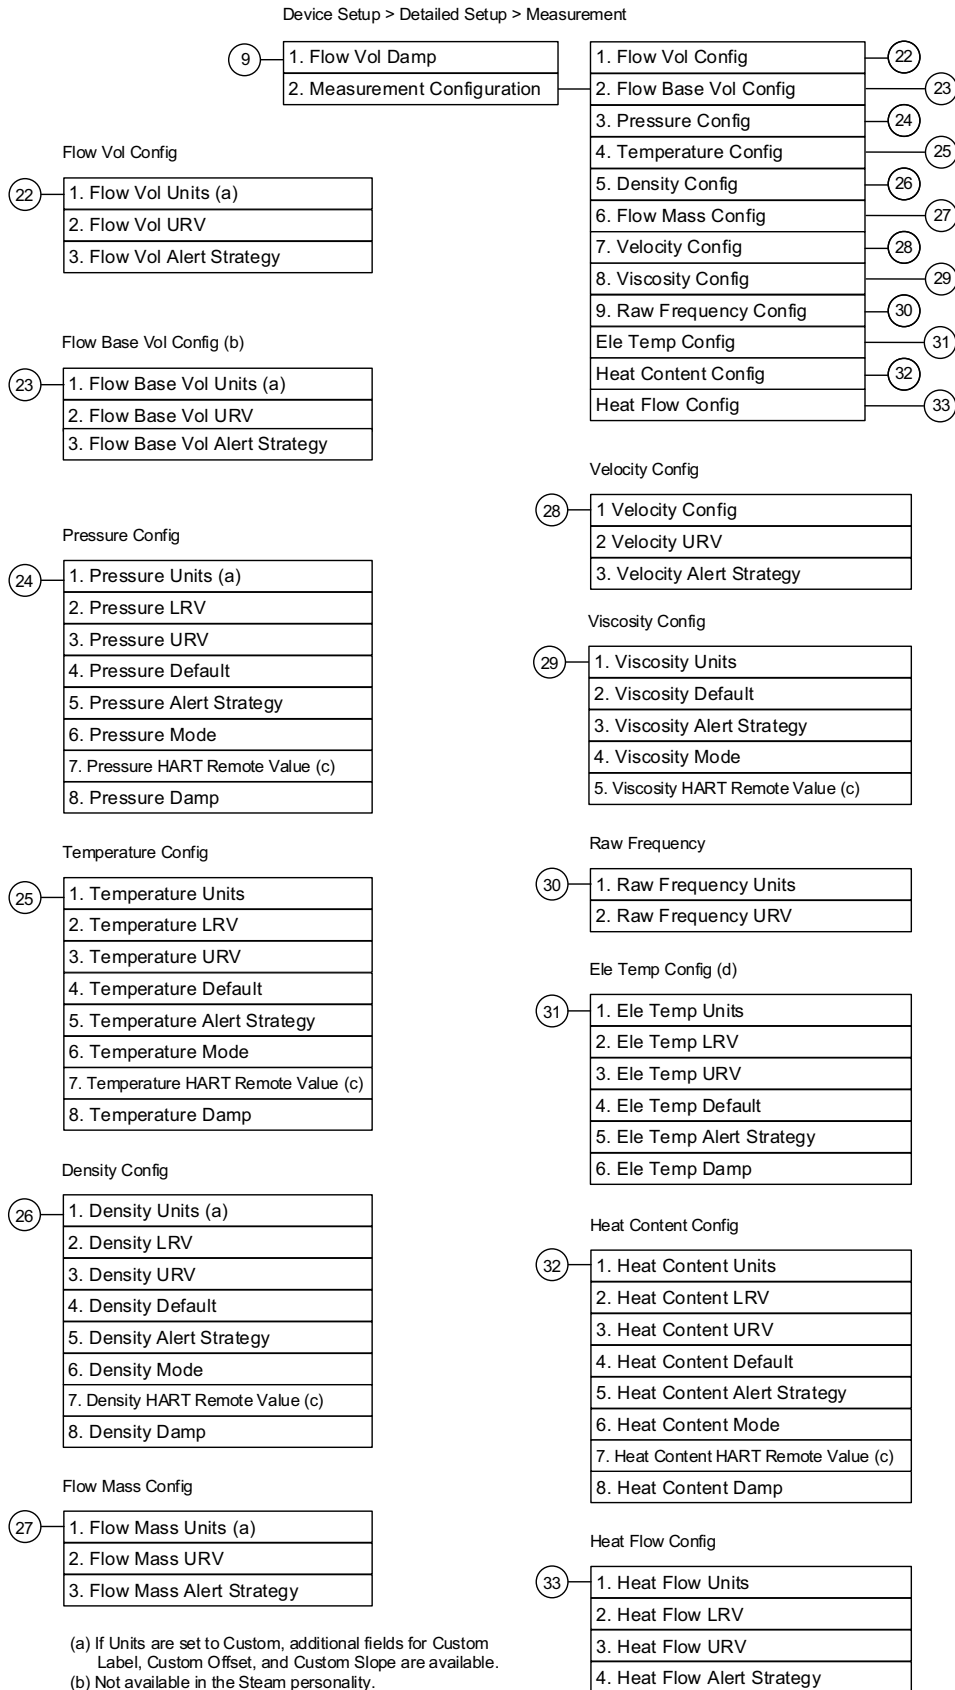 Device Setup > Detailed Setup > Measurement
9
1. Flow Vol Damp
2. Measurement Configuration
1. Flow Vol Config
22
2. Flow Base Vol Config
23
3. Pressure Config
24
4. Temperature Config
25
5. Density Config
26
6. Flow Mass Config
27
7. Velocity Config
28
8. Viscosity Config
29
9. Raw Frequency Config
30
Ele Temp Config
31
Heat Content Config
32
Heat Flow Config
33
Flow Vol Config
22
1. Flow Vol Units (a)
2. Flow Vol URV
3. Flow Vol Alert Strategy
Flow Base Vol Config (b)
23
1. Flow Base Vol Units (a)
2. Flow Base Vol URV
3. Flow Base Vol Alert Strategy
Pressure Config
24
1. Pressure Units (a)
2. Pressure LRV
3. Pressure URV
4. Pressure Default
5. Pressure Alert Strategy
6. Pressure Mode
7. Pressure HART Remote Value (c)
8. Pressure Damp
Temperature Config
25
1. Temperature Units
2. Temperature LRV
3. Temperature URV
4. Temperature Default
5. Temperature Alert Strategy
6. Temperature Mode
7. Temperature HART Remote Value (c)
8. Temperature Damp
Density Config
26
1. Density Units (a)
2. Density LRV
3. Density URV
4. Density Default
5. Density Alert Strategy
6. Density Mode
7. Density HART Remote Value (c)
8. Density Damp
Flow Mass Config
27
1. Flow Mass Units (a)
2. Flow Mass URV
3. Flow Mass Alert Strategy
(a) If Units are set to Custom, additional fields for Custom
Label, Custom Offset, and Custom Slope are available.
(b) Not available in the Steam personality.
Velocity Config
28
1 Velocity Config
2 Velocity URV
3. Velocity Alert Strategy
Viscosity Config
29
1. Viscosity Units
2. Viscosity Default
3. Viscosity Alert Strategy
4. Viscosity Mode
5. Viscosity HART Remote Value (c)
Raw Frequency
30
1. Raw Frequency Units
2. Raw Frequency URV
Ele Temp Config (d)
31
1. Ele Temp Units
2. Ele Temp LRV
3. Ele Temp URV
4. Ele Temp Default
5. Ele Temp Alert Strategy
6. Ele Temp Damp
Heat Content Config
32
1. Heat Content Units
2. Heat Content LRV
3. Heat Content URV
4. Heat Content Default
5. Heat Content Alert Strategy
6. Heat Content Mode
7. Heat Content HART Remote Value (c)
8. Heat Content Damp
Heat Flow Config
33
1. Heat Flow Units
2. Heat Flow LRV
3. Heat Flow URV
4. Heat Flow Alert Strategy